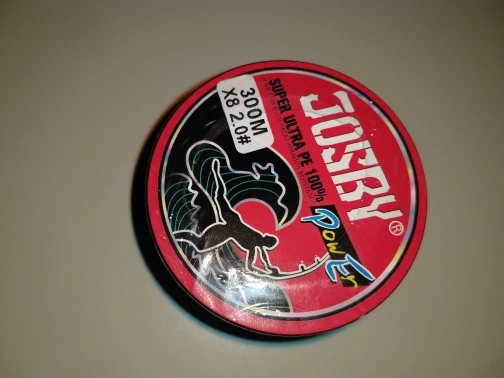 JOSBY®
SUPER ULTRA PE 100%
POWEr
300M
X8 2.0#